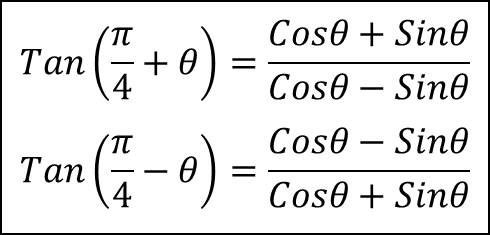 Tan(π/4 + θ) = (Cosθ + Sinθ)/(Cosθ − Sinθ)
Tan(π/4 − θ) = (Cosθ − Sinθ)/(Cosθ + Sinθ)